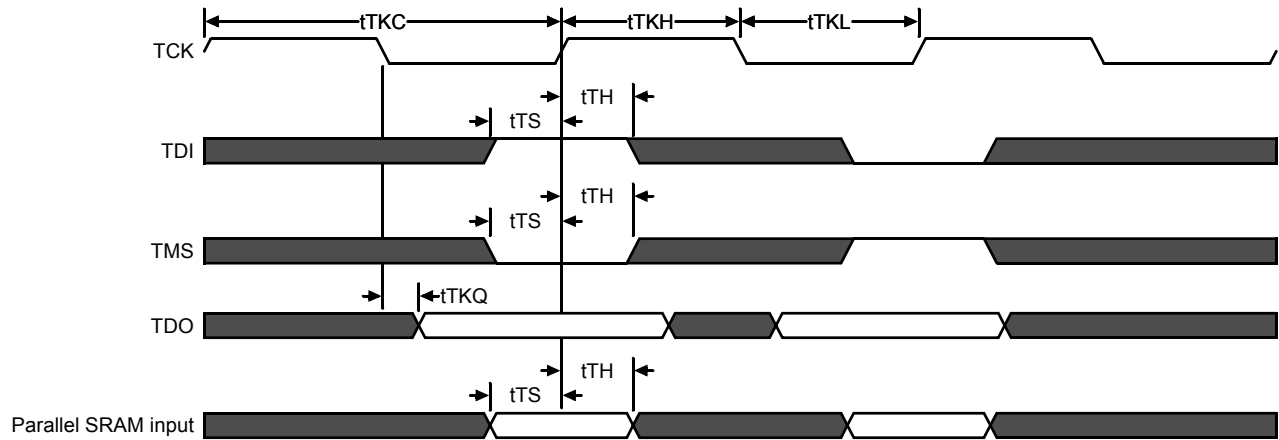 tTKC
tTKH
tTKL
TCK
tTH
tTS
TDI
tTH
tTS
TMS
tTKQ
TDO
tTH
tTS
Parallel SRAM input